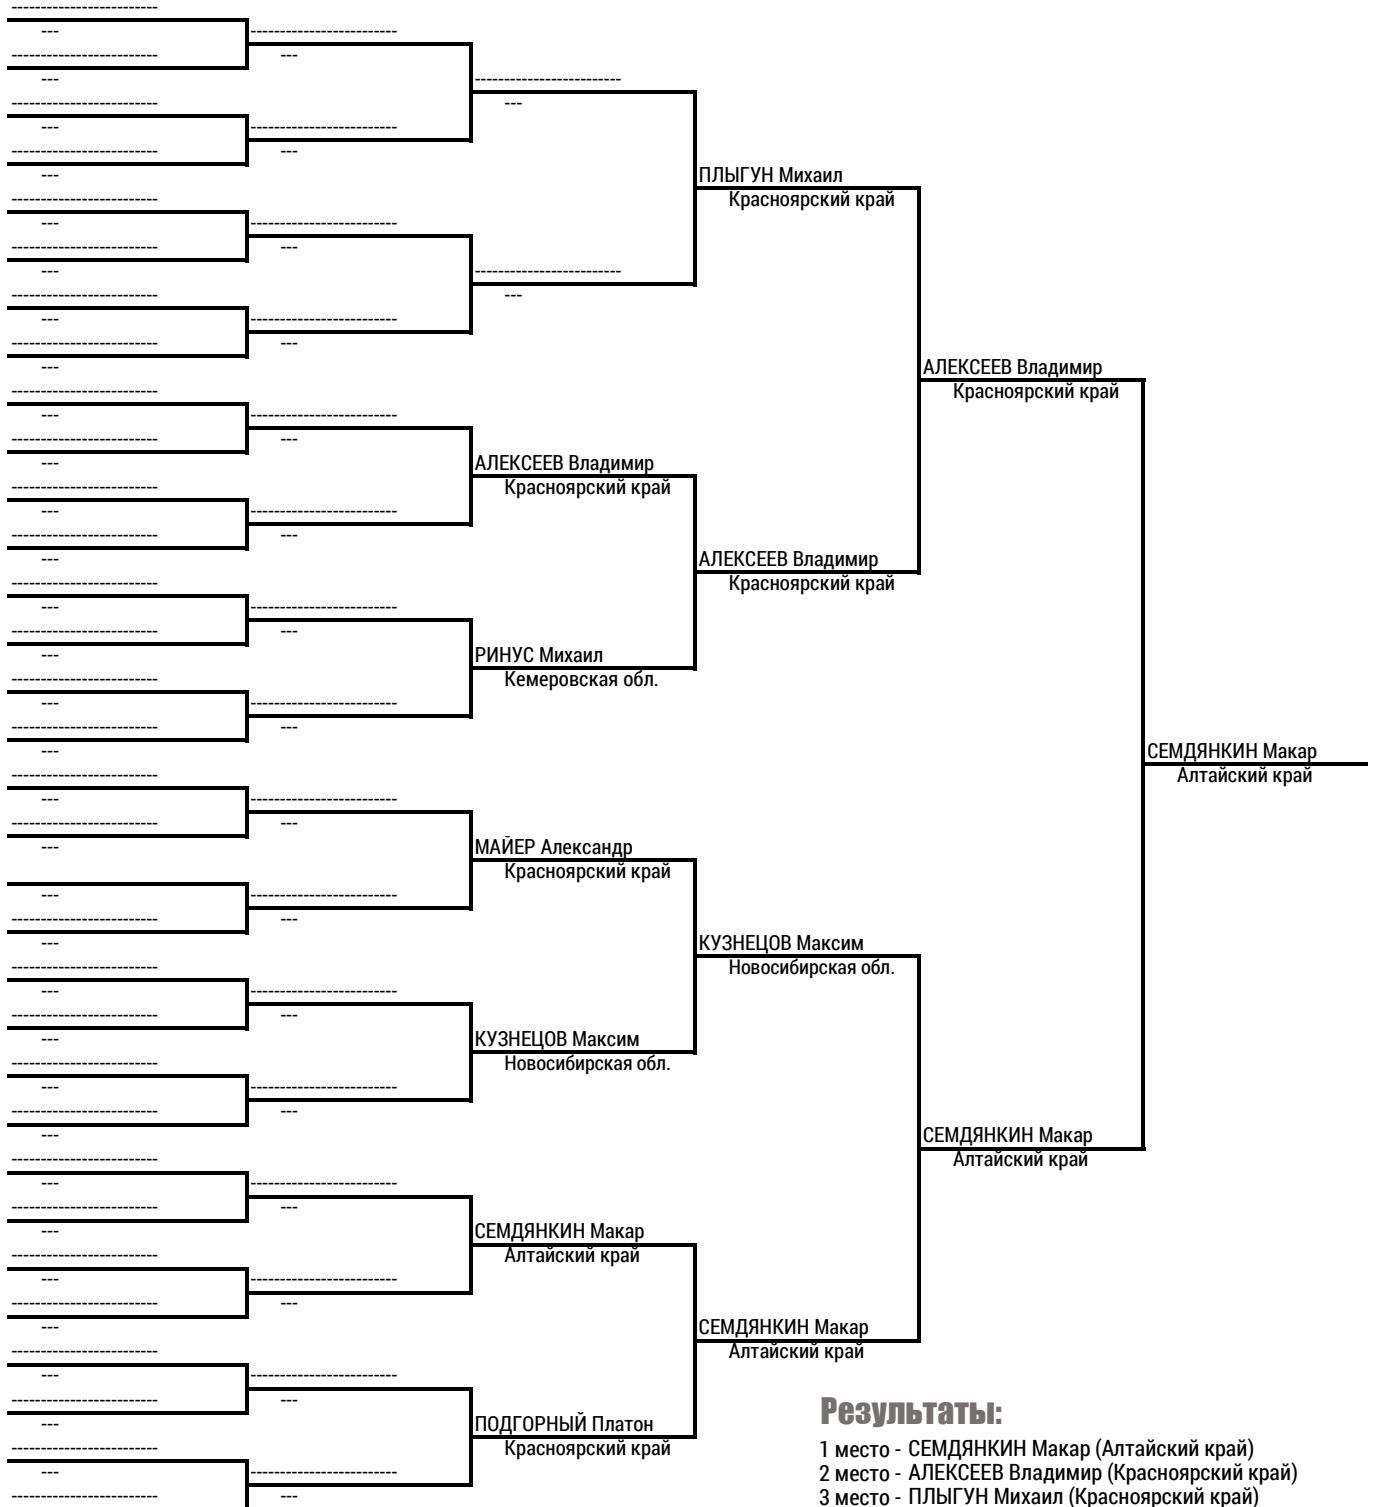 ПЛЫГУН Михаил
Красноярский край
АЛЕКСЕЕВ Владимир
Красноярский край
АЛЕКСЕЕВ Владимир
Красноярский край
АЛЕКСЕЕВ Владимир
Красноярский край
РИНУС Михаил
Кемеровская обл.
СЕМДЯНКИН Макар
Алтайский край
МАЙЕР Александр
Красноярский край
КУЗНЕЦОВ Максим
Новосибирская обл.
КУЗНЕЦОВ Максим
Новосибирская обл.
СЕМДЯНКИН Макар
Алтайский край
СЕМДЯНКИН Макар
Алтайский край
СЕМДЯНКИН Макар
Алтайский край
ПОДГОРНЫЙ Платон
Красноярский край
Результаты:
1 место - СЕМДЯНКИН Макар (Алтайский край)
2 место - АЛЕКСЕЕВ Владимир (Красноярский край)
3 место - ПЛЫГУН Михаил (Красноярский край)